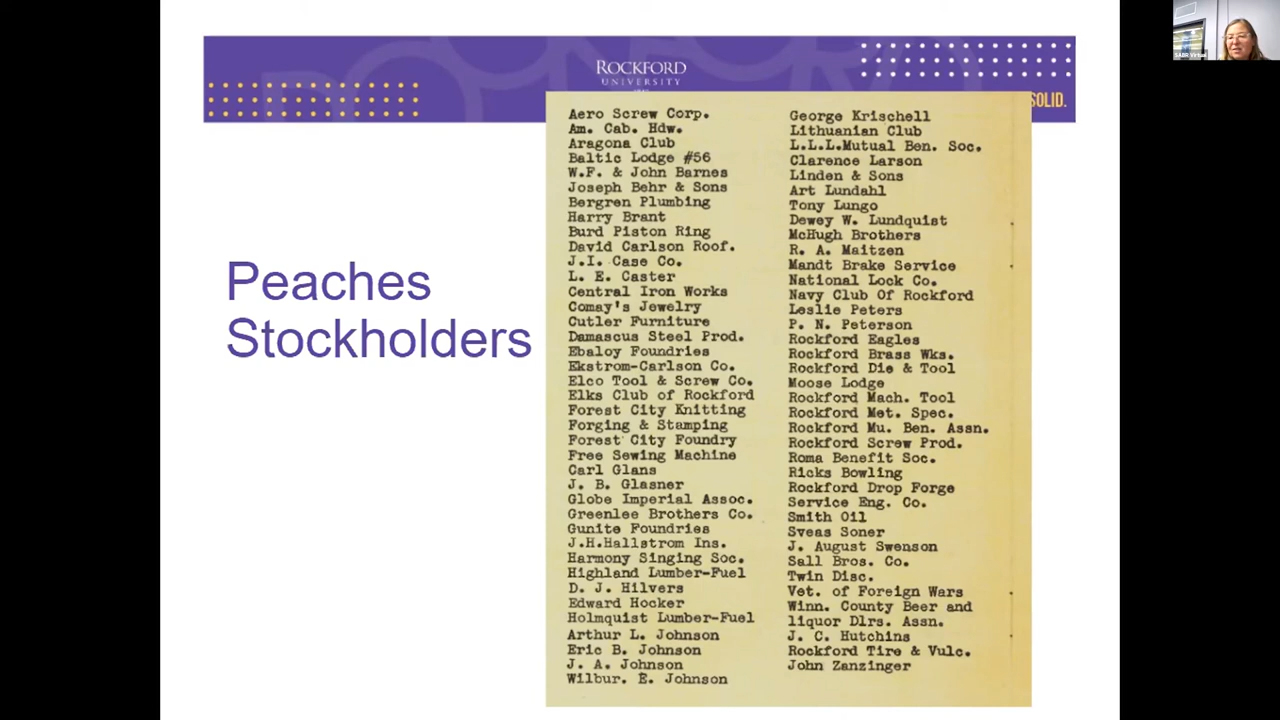 ROCKFORD
UNIVERSITY
SOLID.
Peaches
Stockholders
Aero Screw Corp.
Am. Cab. Hdw.
Aragona Club
Baltic Lodge #56
W.F. & John Barnes
Joseph Behr & Sons
Bergren Plumbing
Harry Brant
Burd Piston Ring
David Carlson Roof.
J.I. Case Co.
L. E. Caster
Central Iron Works
Comay's Jewelry
Cutler Furniture
Damascus Steel Prod.
Ebaloy Foundries
Ekstrom-Carlson Co.
Elco Tool & Screw Co.
Elks Club of Rockford
Forest City Knitting
Forging & Stamping
Forest City Foundry
Free Sewing Machine
Carl Glans
J. B. Glasner
Globe Imperial Assoc.
Greenlee Brothers Co.
Gunite Foundries
J.H.Hallstrom Ins.
Harmony Singing Soc.
Highland Lumber-Fuel
D. J. Hilvers
Edward Hocker
Holmquist Lumber-Fuel
Arthur L. Johnson
Eric B. Johnson
J. A. Johnson
Wilbur. E. Johnson
George Krischell
Lithuanian Club
L.L.L.Mutual Ben. Soc.
Clarence Larson
Linden & Sons
Art Lundahl
Tony Lungo
Dewey W. Lundquist
McHugh Brothers
R. A. Maitzen
Mandt Brake Service
National Lock Co.
Navy Club Of Rockford
Leslie Peters
P. N. Peterson
Rockford Eagles
Rockford Brass Wks.
Rockford Die & Tool
Moose Lodge
Rockford Mach. Tool
Rockford Met. Spec.
Rockford Mu. Ben. Assn.
Rockford Screw Prod.
Roma Benefit Soc.
Ricks Bowling
Rockford Drop Forge
Service Eng. Co.
Smith Oil
Sveas Soner
J. August Swenson
Sall Bros. Co.
Twin Disc.
Vet. of Foreign Wars
Winn. County Beer and
liquor Dlrs. Assn.
J. C. Hutchins
Rockford Tire & Vulc.
John Zanzinger
SABR Virtual